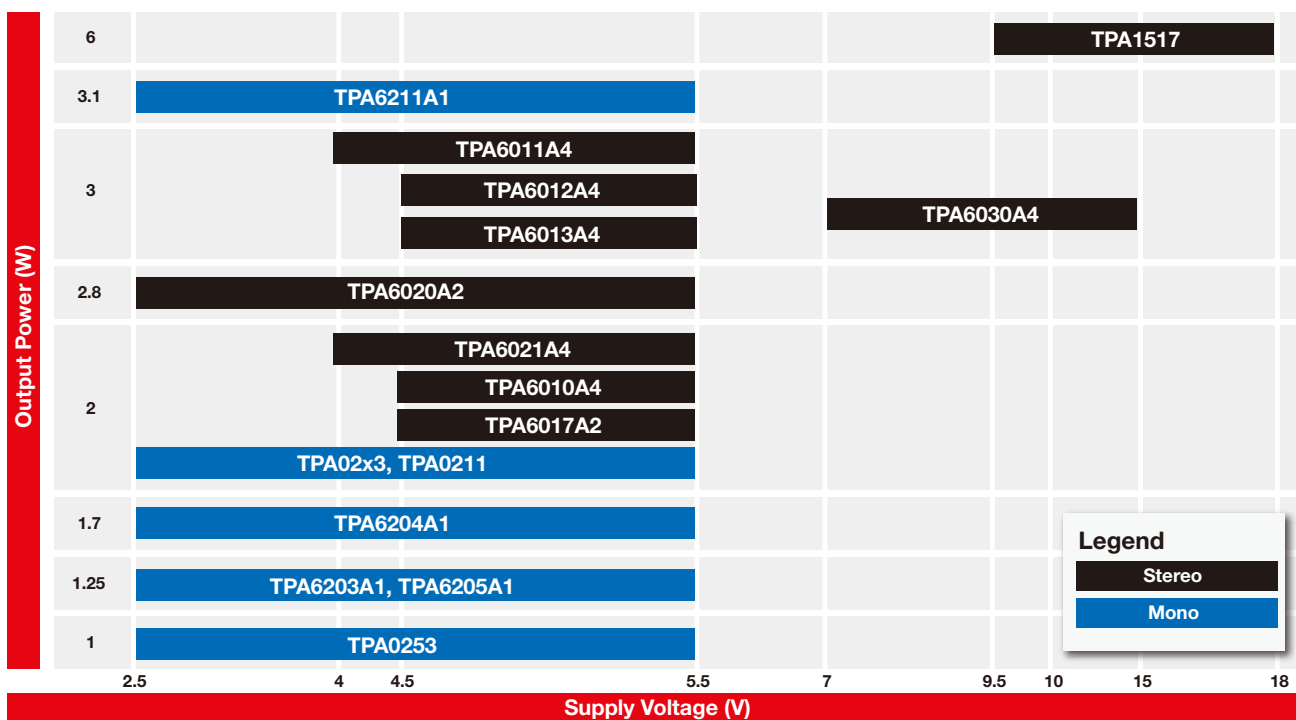 6
TPA1517
3.1
TPA6211A1
TPA6011A4
3
TPA6012A4
TPA6030A4
TPA6013A4
2.8
TPA6020A2
TPA6021A4
TPA6010A4
2
TPA6017A2
TPA02x3, TPA0211
1.7
TPA6204A1
1.25
TPA6203A1, TPA6205A1
1
TPA0253
Output Power (W)
Legend
Stereo
Mono
2.5 4 4.5 5.5 7 9.5 10 15 18
Supply Voltage (V)